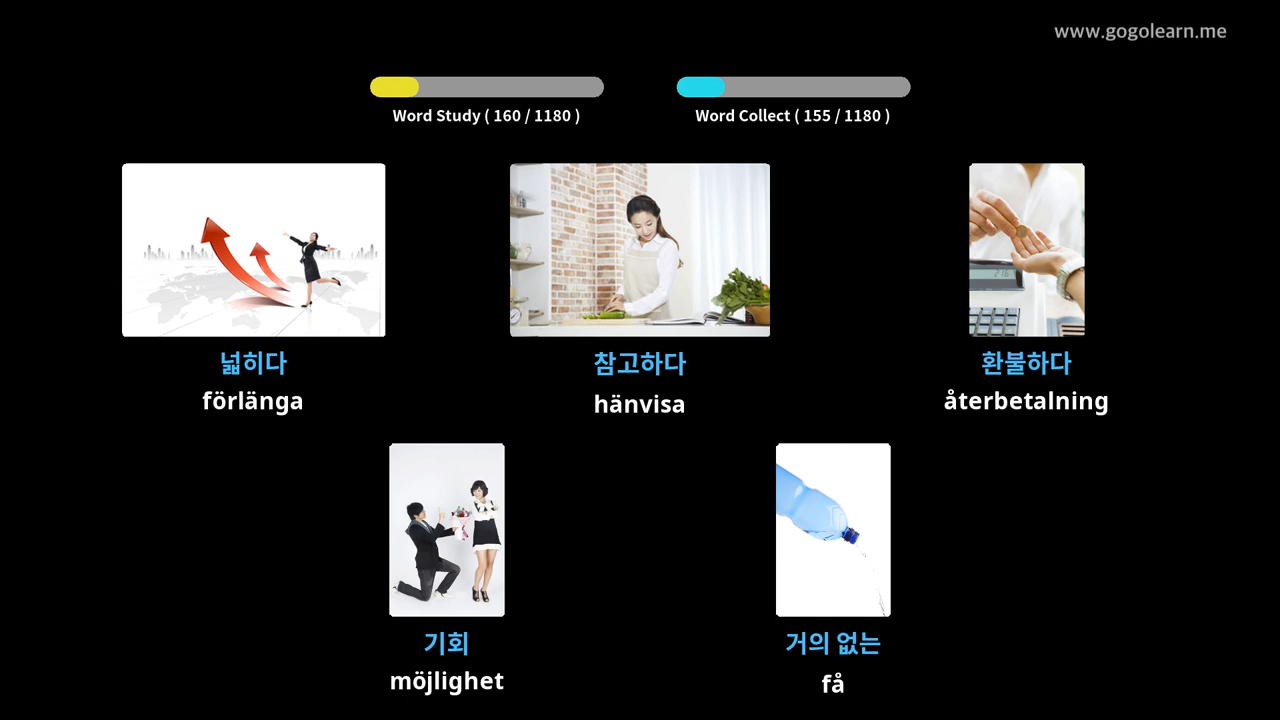 www.gogolearn.me
Word Study ( 160 / 1180 )
Word Collect ( 155 / 1180 )
넓히다
förlänga
참고하다
hänvisa
환불하다
återbetalning
기회
möjlighet
거의 없는
få